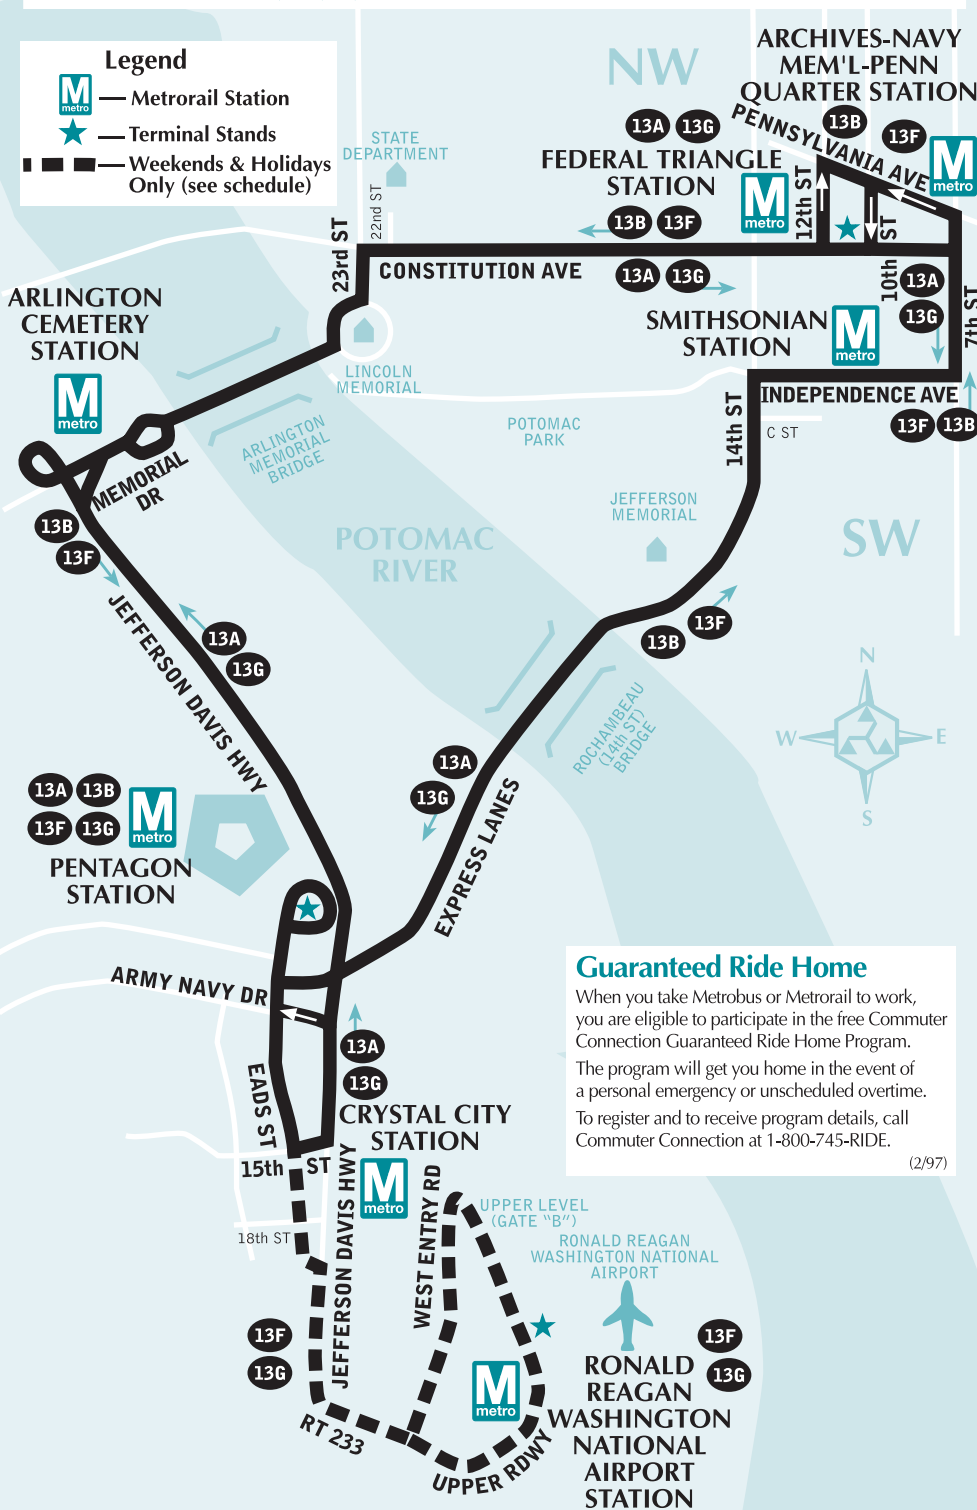 Legend
M
metro
Metrorail Station
Terminal Stands
Weekends & Holidays
Only (see schedule)
NW
ARCHIVES-NAVY
MEM'L-PENN
QUARTER STATION
13B
13F
PENNSYLVANIA AVE
M
metro
13A
13G
FEDERAL TRIANGLE
STATION
M
metro
STATE
DEPARTMENT
22nd ST
23rd ST
12th ST
10th ST
7th ST
13B
13F
CONSTITUTION AVE
13A
13G
13A
13G
SMITHSONIAN
STATION
M
metro
INDEPENDENCE AVE
13F
13B
14th ST
C ST
ARLINGTON
CEMETERY
STATION
M
metro
LINCOLN
MEMORIAL
ARLINGTON
MEMORIAL
BRIDGE
POTOMAC
PARK
MEMORIAL
DR
JEFFERSON
MEMORIAL
SW
POTOMAC
RIVER
13B
13F
13A
13G
JEFFERSON DAVIS HWY
13F
13B
ROCHAMBEAU
(14th ST)
BRIDGE
N
W
E
S
13A
13G
EXPRESS LANES
13A
13B
13F
13G
M
metro
PENTAGON
STATION
ARMY NAVY DR
EADS ST
13A
13G
CRYSTAL CITY
STATION
M
metro
15th ST
18th ST
JEFFERSON DAVIS HWY
WEST ENTRY RD
Guaranteed Ride Home
When you take Metrobus or Metrorail to work,
you are eligible to participate in the free Commuter
Connection Guaranteed Ride Home Program.
The program will get you home in the event of
a personal emergency or unscheduled overtime.
To register and to receive program details, call
Commuter Connection at 1-800-745-RIDE.
(2/97)
UPPER LEVEL
(GATE "B")
RONALD REAGAN
WASHINGTON NATIONAL
AIRPORT
13F
13G
13F
13G
M
metro
RONALD
REAGAN
WASHINGTON
NATIONAL
AIRPORT
STATION
RT 233
UPPER RDWY